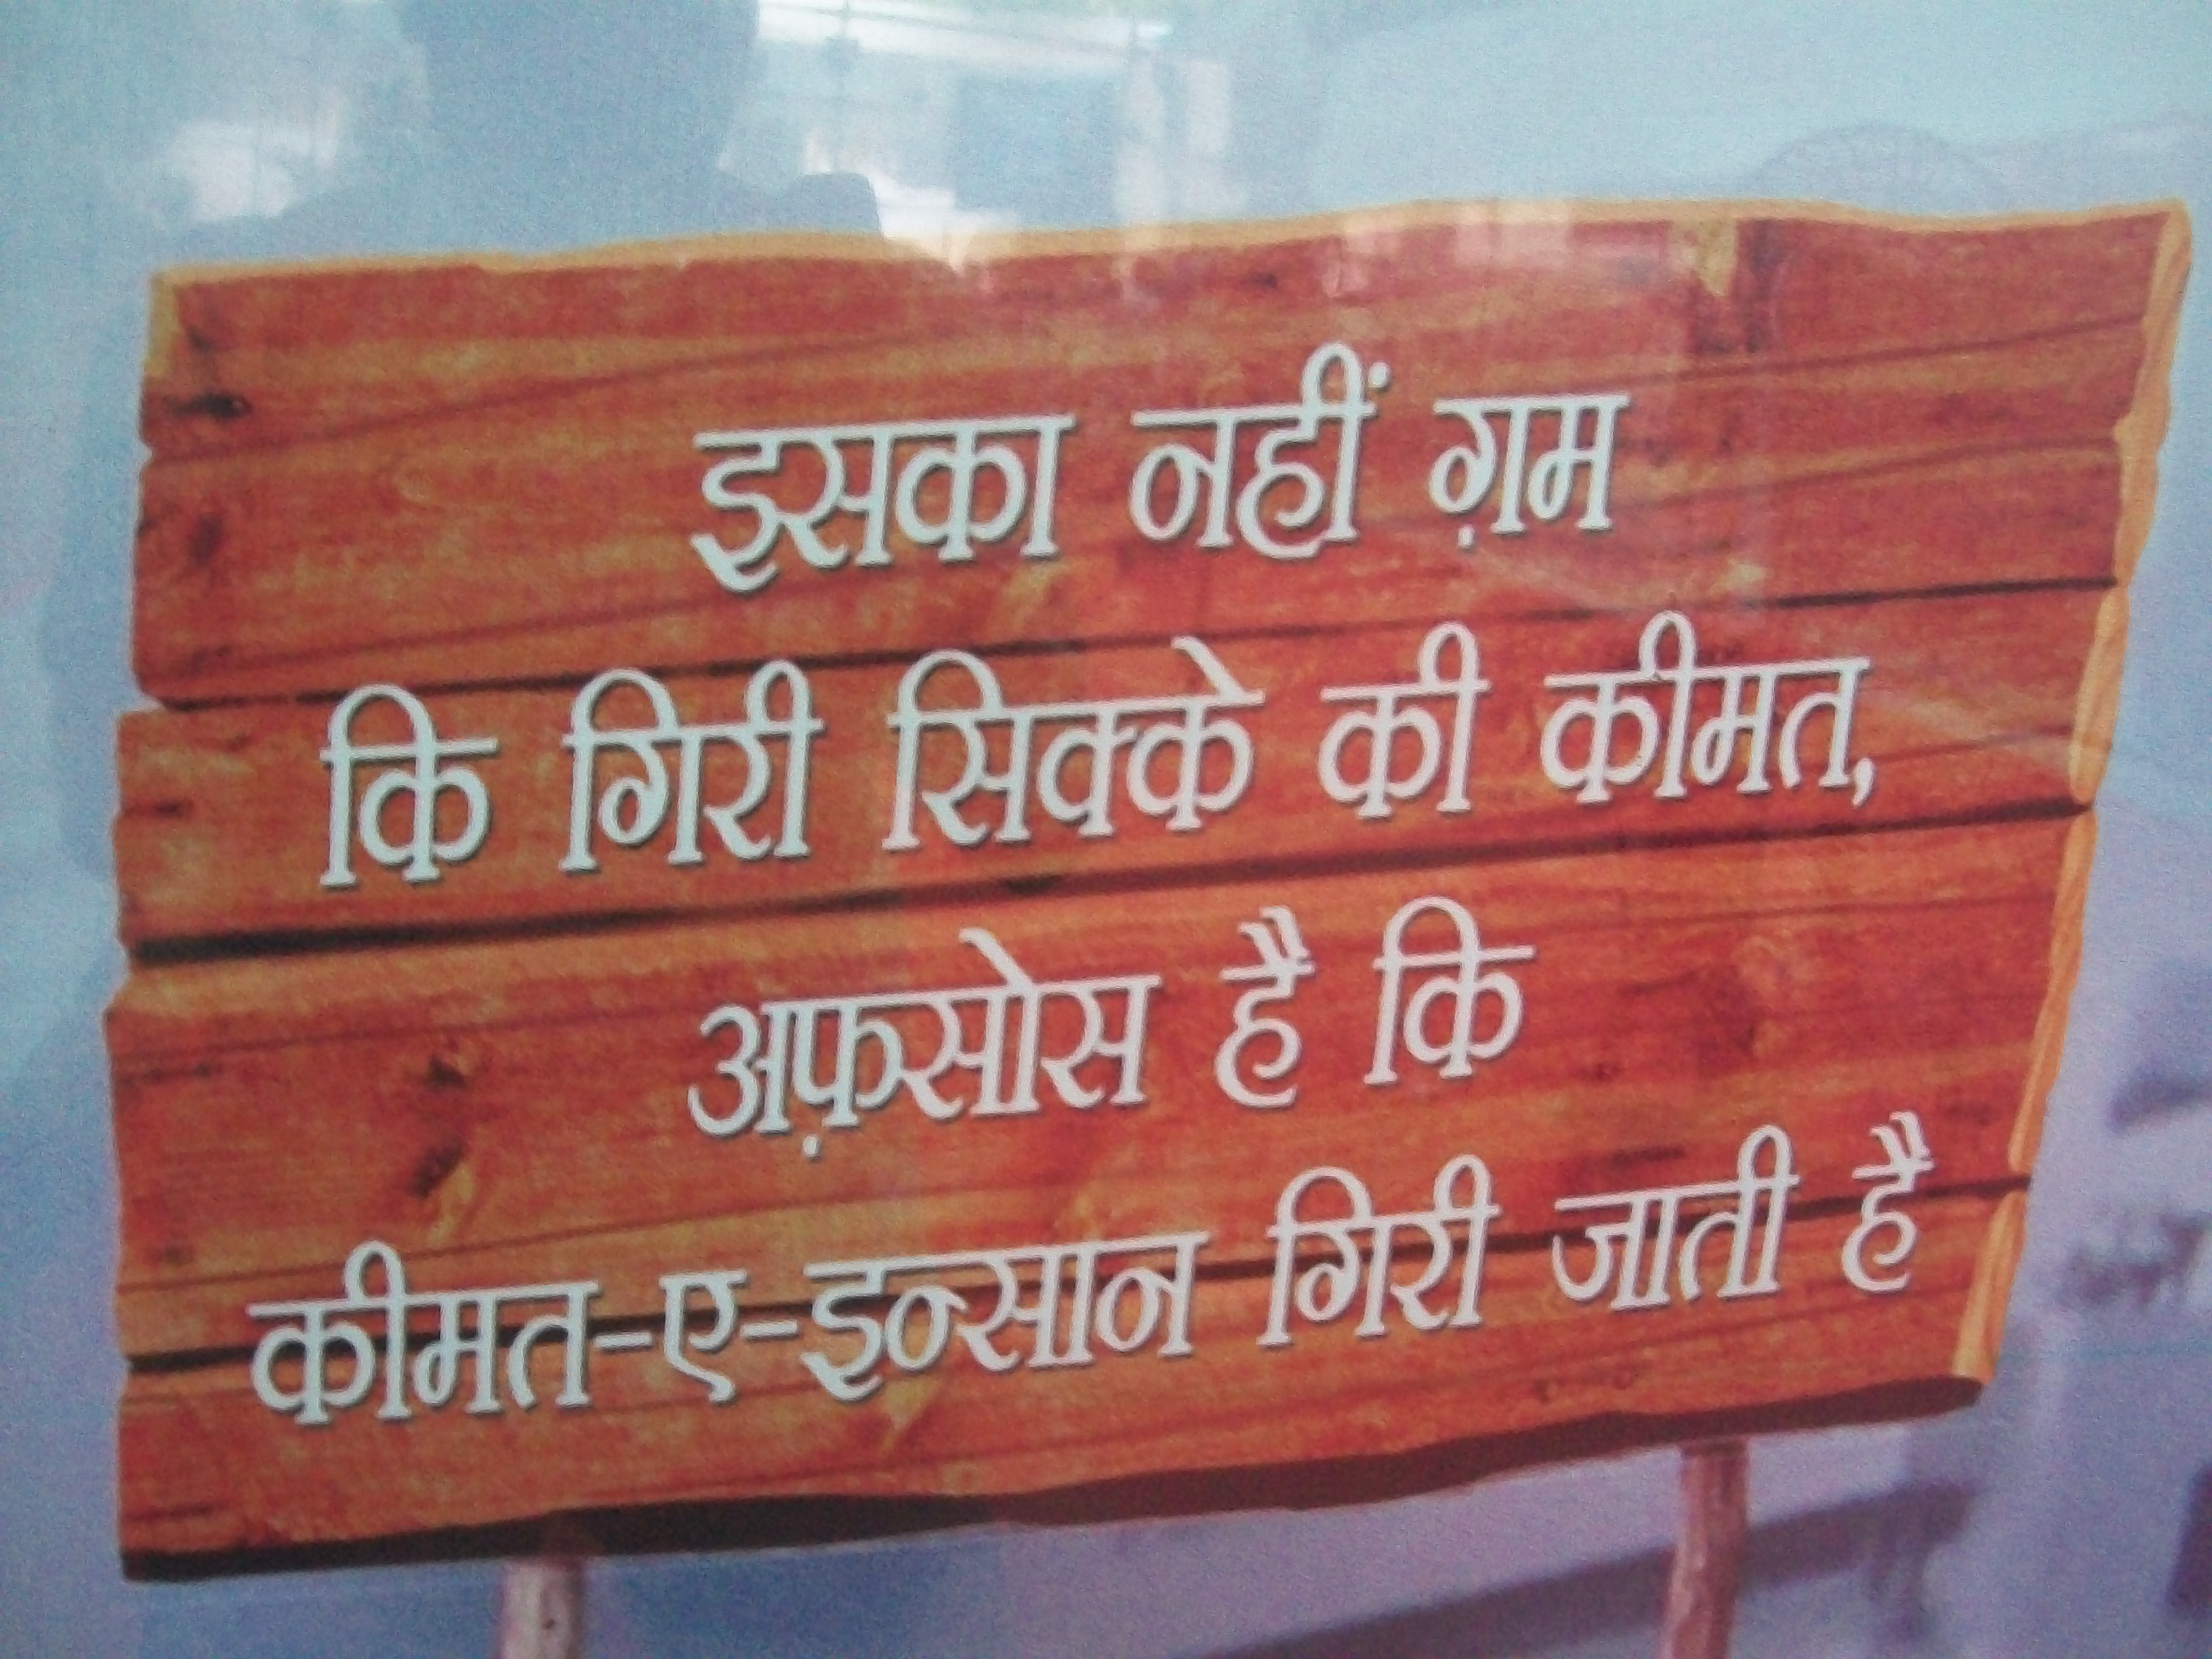 इसका नहीं ग़म
कि गिरी सिक्के की कीमत,
अफ़सोस है कि
कीमत-ए-इन्सान गिरी जाती है